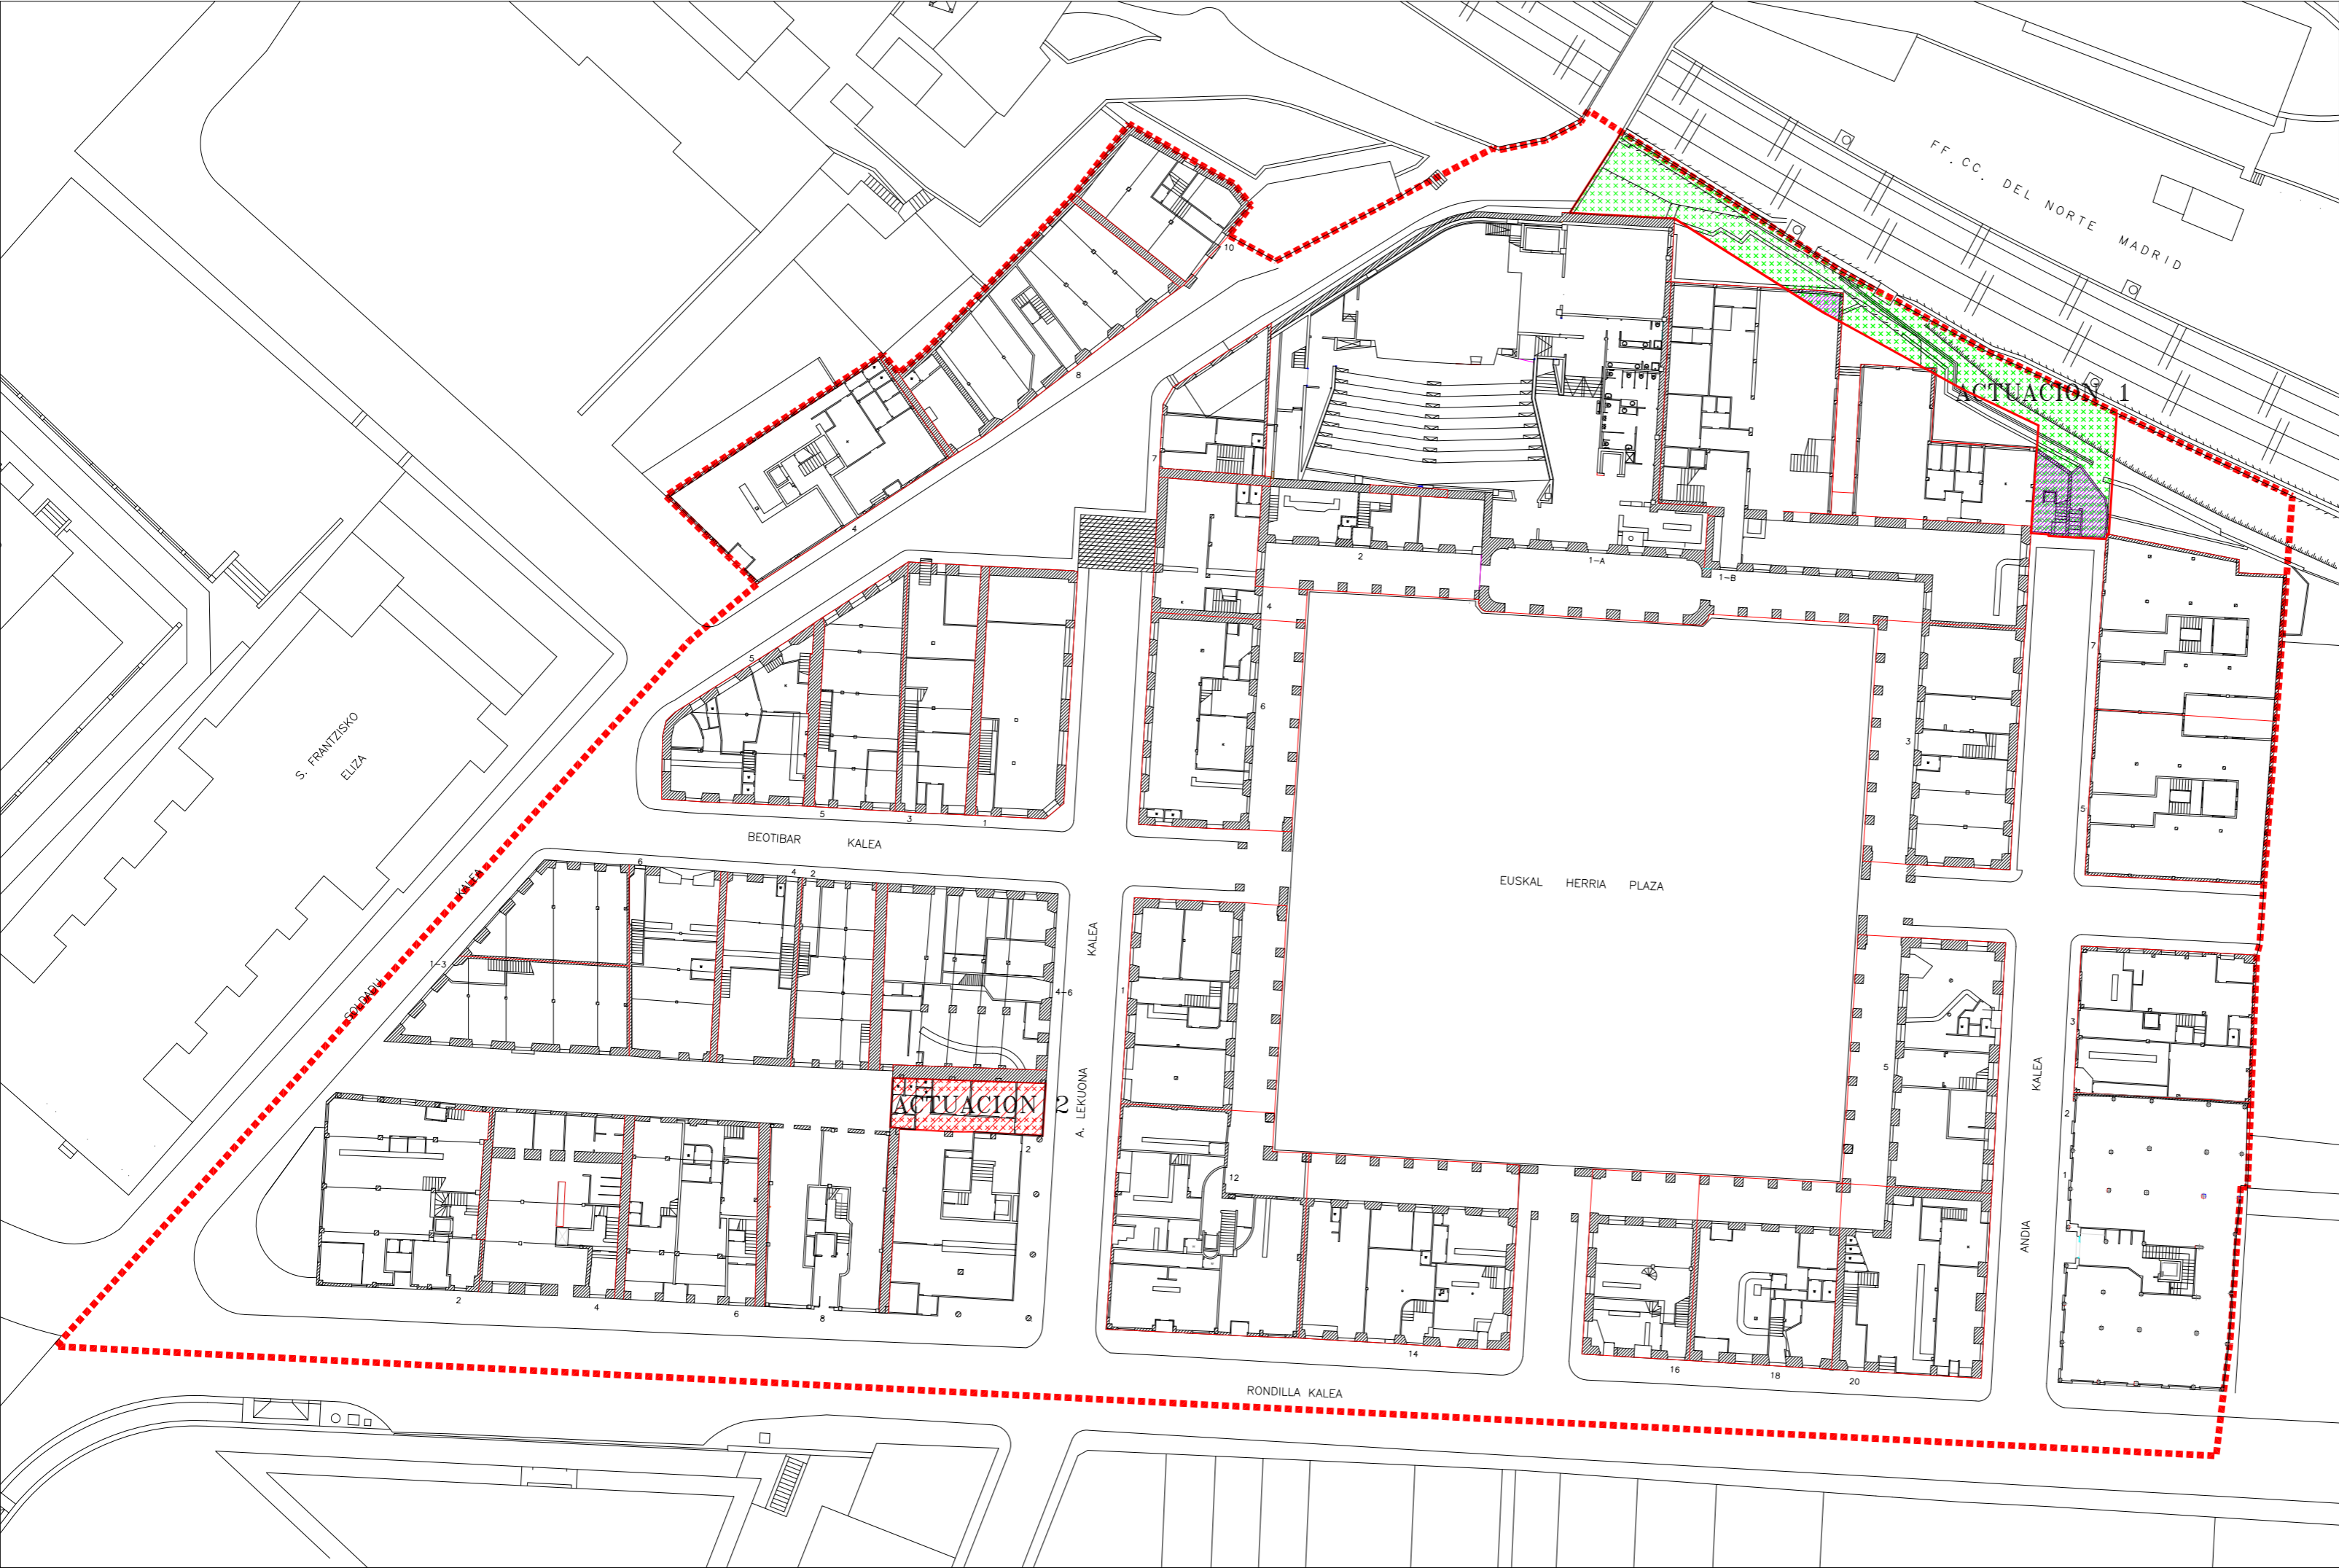 FF. CC. DEL NORTE MADRID
10
8
ACTUACION 1
7
4
2
1-A
1-B
4
5
7
6
3
S. FRANTZISKO
ELIZA
5
5
3
1
BEOTIBAR KALEA
6
4
2
EUSKAL HERRIA PLAZA
SOLDADU KALEA
1-3
4-6
1
A. LEKUONA KALEA
3
5
ACTUACION 2
2
2
1
12
ANDIA KALEA
2
4
6
8
14
16
18
20
RONDILLA KALEA